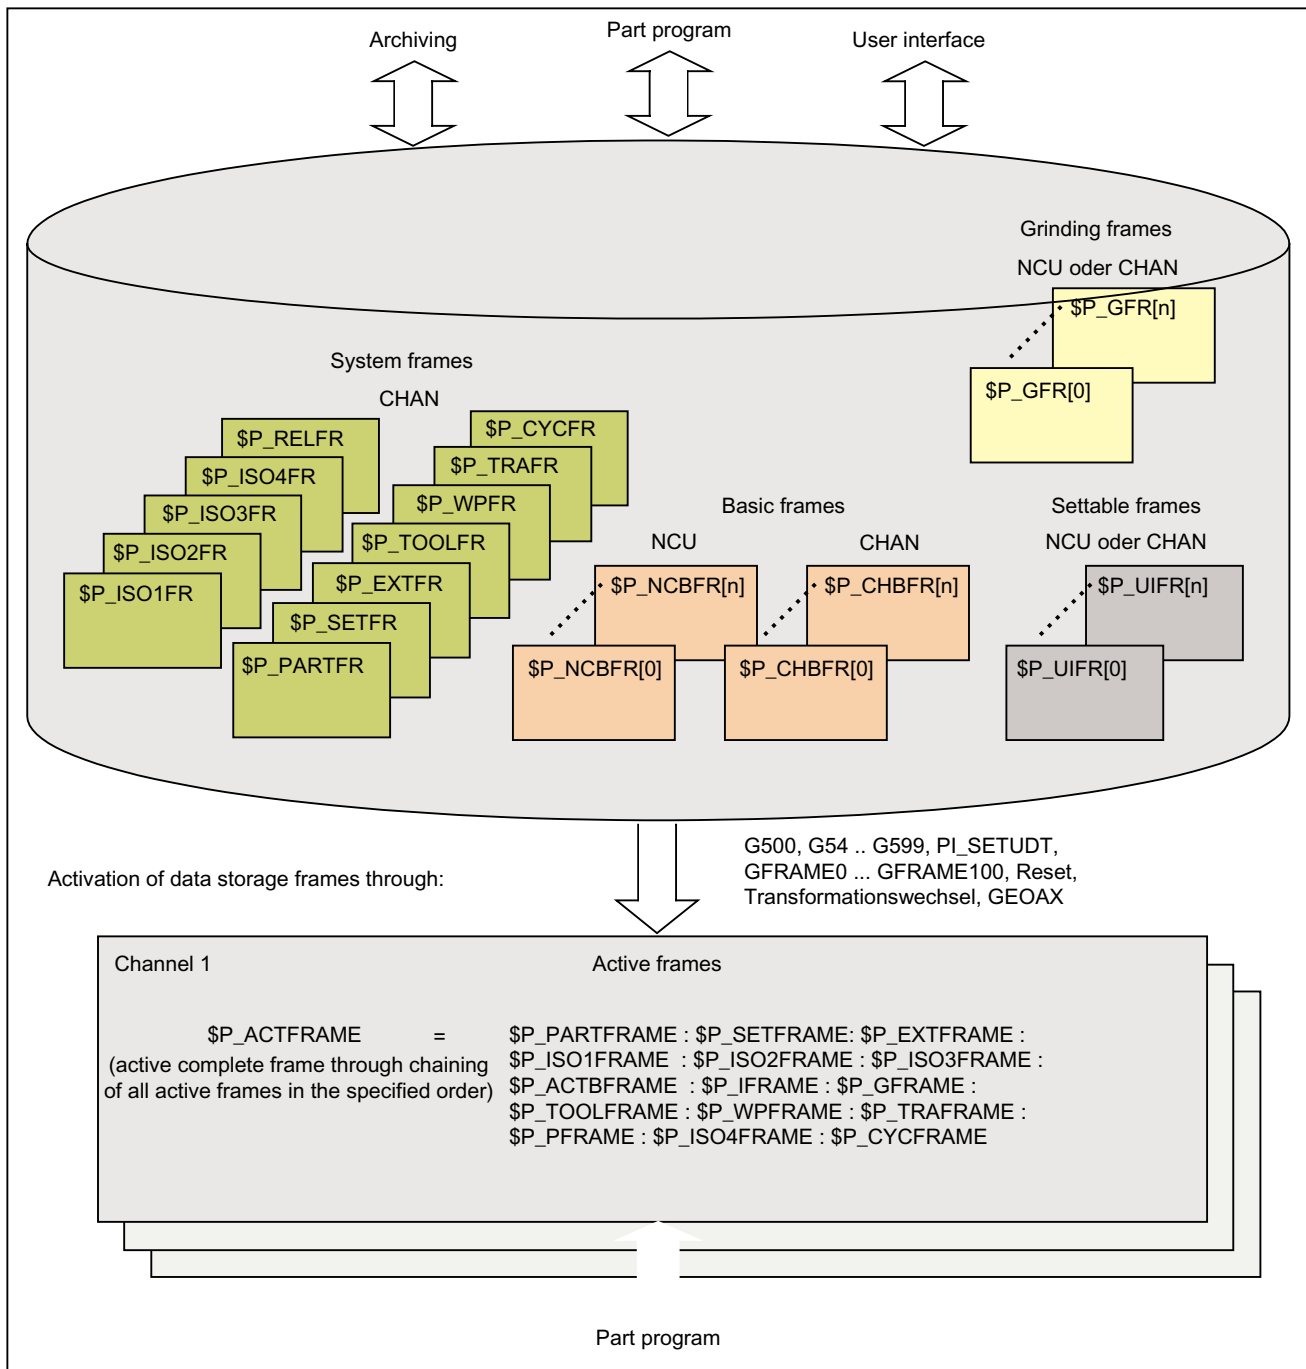 Archiving
Part program
User interface
Grinding frames
NCU oder CHAN
$P_GFR[n]
$P_GFR[0]
System frames
CHAN
$P_RELFR
$P_ISO4FR
$P_ISO3FR
$P_ISO2FR
$P_ISO1FR
$P_CYCFR
$P_TRAFR
$P_WPFR
$P_TOOLFR
$P_EXTFR
$P_SETFR
$P_PARTFR
Basic frames
NCU
CHAN
$P_NCBFR[n]
$P_CHBFR[n]
$P_NCBFR[0]
$P_CHBFR[0]
Settable frames
NCU oder CHAN
$P_UIFR[n]
$P_UIFR[0]
Activation of data storage frames through:
G500, G54 .. G599, PI_SETUDT,
GFRAME0 ... GFRAME100, Reset,
Transformationswechsel, GEOAX
Channel 1
Active frames
$P_ACTFRAME =
(active complete frame through chaining
of all active frames in the specified order)
$P_PARTFRAME : $P_SETFRAME: $P_EXTFRAME :
$P_ISO1FRAME : $P_ISO2FRAME : $P_ISO3FRAME :
$P_ACTBFRAME : $P_IFRAME : $P_GFRAME :
$P_TOOLFRAME : $P_WPFRAME : $P_TRAFRAME :
$P_PFRAME : $P_ISO4FRAME : $P_CYCFRAME
Part program